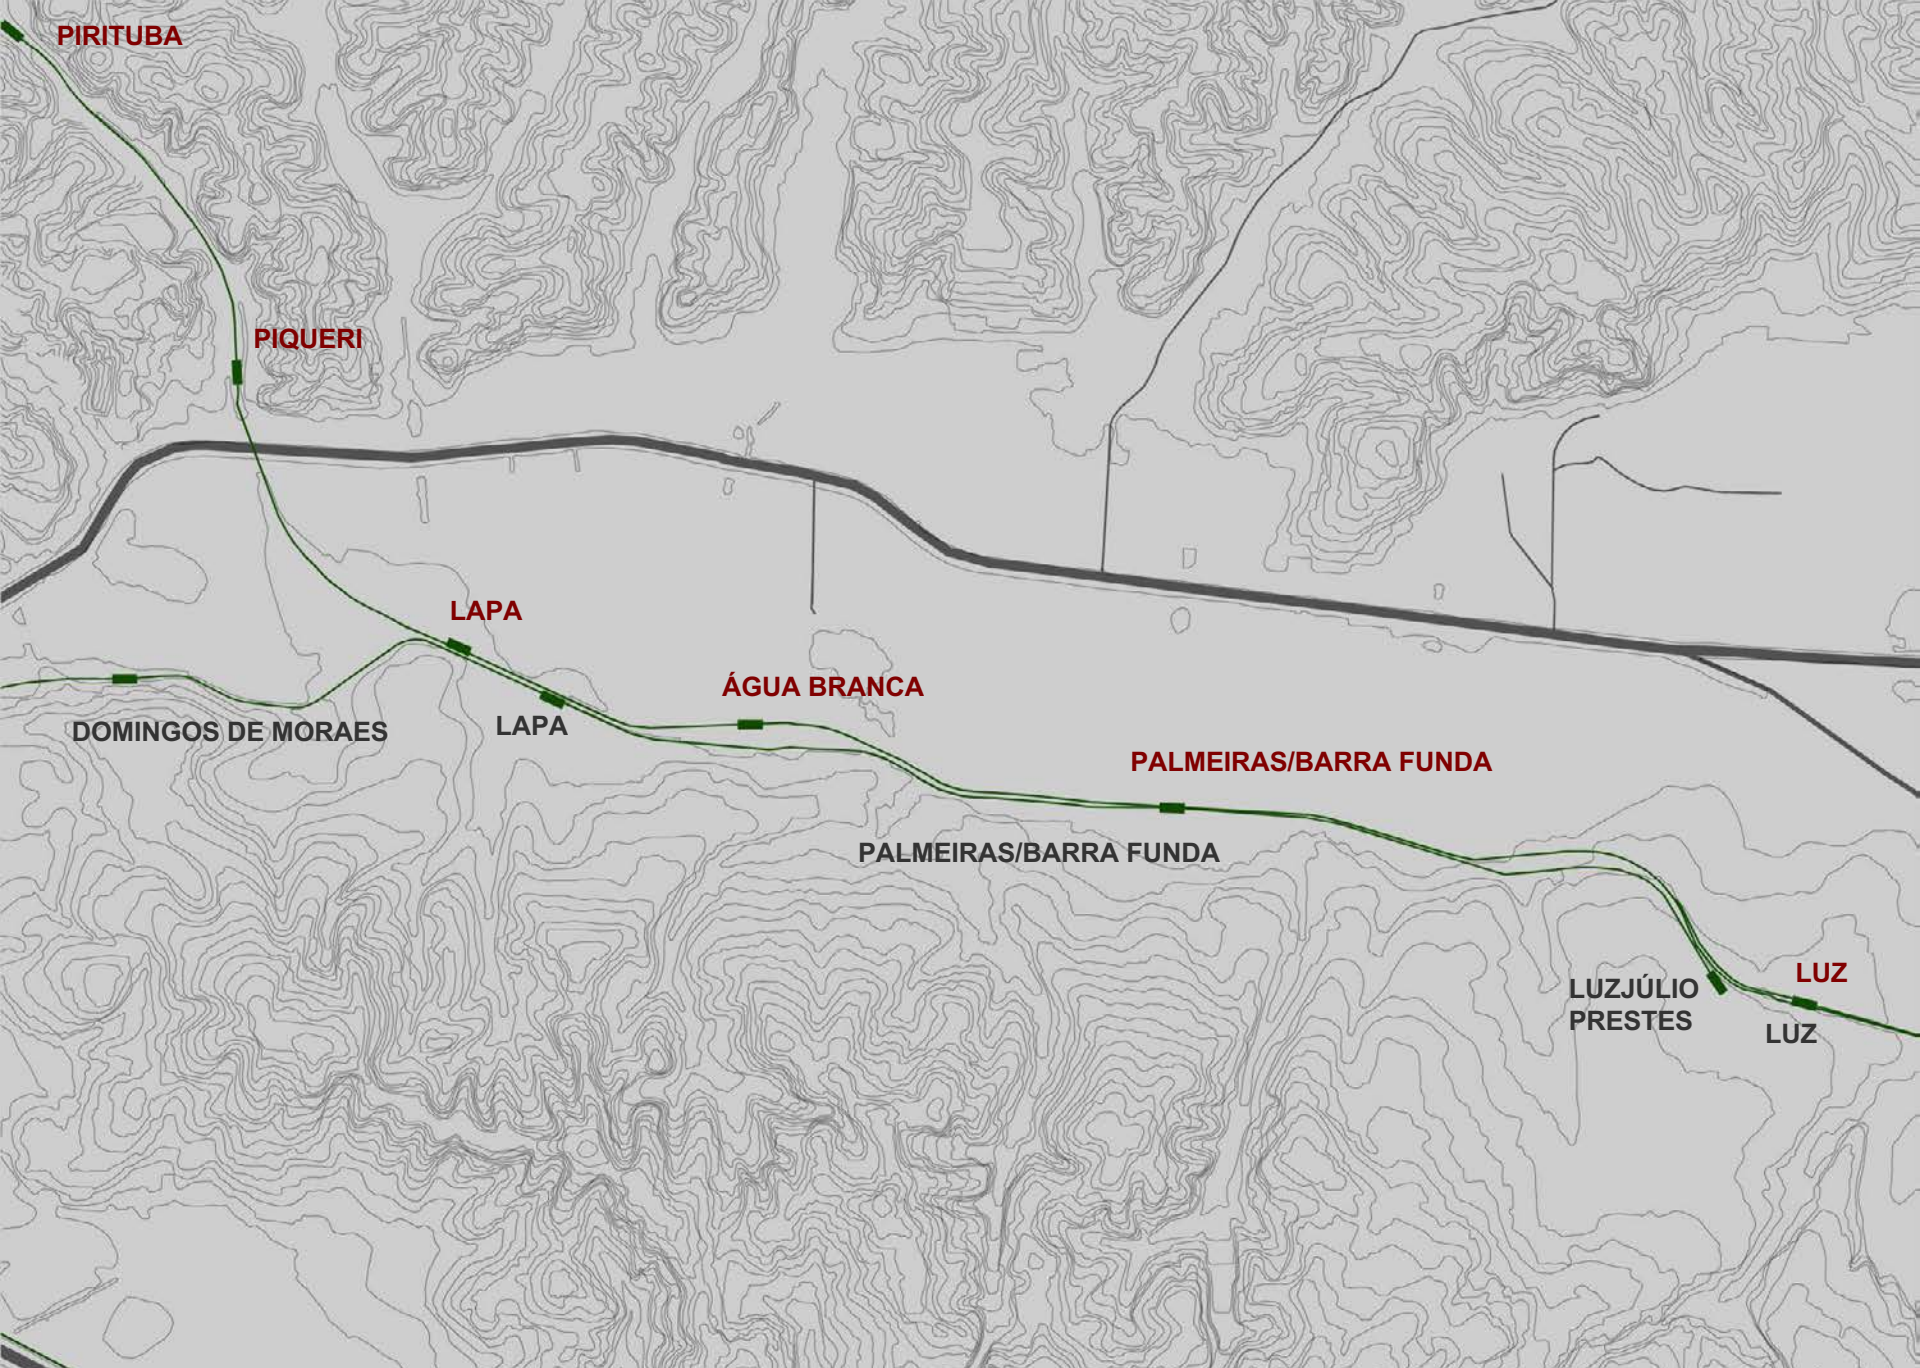 PIRITUBA
PIQUERI
LAPA
ÁGUA BRANCA
DOMINGOS DE MORAES
LAPA
PALMEIRAS/BARRA FUNDA
PALMEIRAS/BARRA FUNDA
LUZ
LUZJÚLIO
PRESTES
LUZ